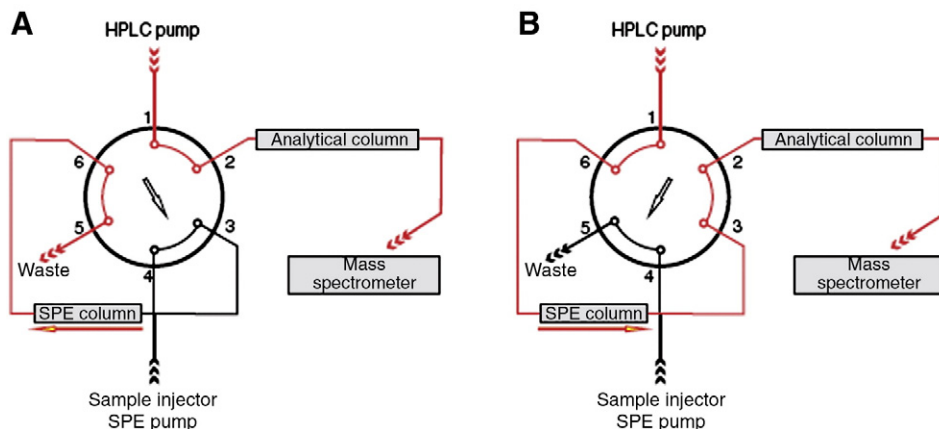 A
HPLC pump
1
2
3
4
5
6
Analytical column
Waste
Mass
spectrometer
SPE column
Sample injector
SPE pump
B
HPLC pump
1
2
3
4
5
6
Analytical column
Waste
Mass
spectrometer
SPE column
Sample injector
SPE pump